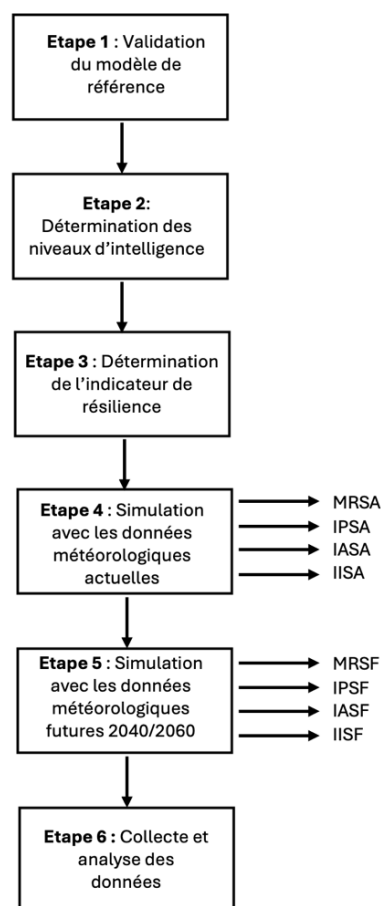 Etape 1 : Validation
du modèle de
référence
Etape 2:
Détermination des
niveaux d'intelligence
Etape 3 : Détermination
de l'indicateur de
résilience
Etape 4 : Simulation
avec les données
météorologiques
actuelles
MRSA
IPSA
IASA
IISA
Etape 5 : Simulation
avec les données
météorologiques
futures 2040/2060
MRSF
IPSF
IASF
IISF
Etape 6 : Collecte et
analyse des
données